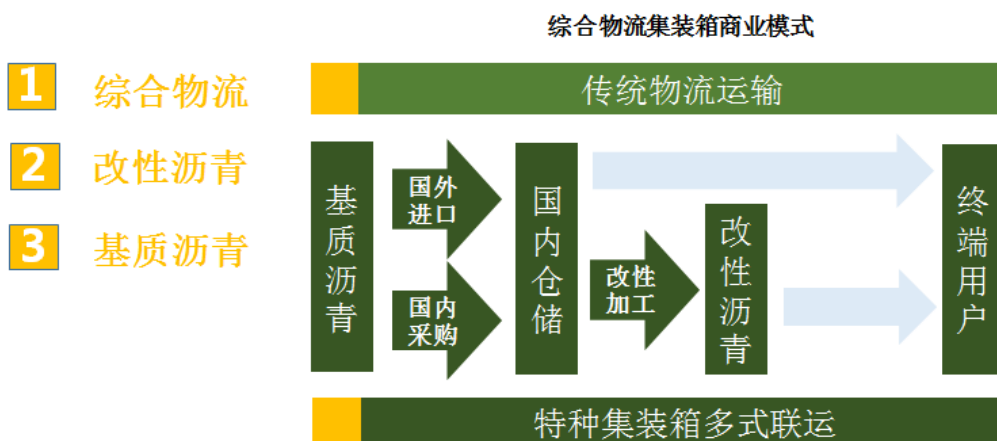 综合物流集装箱商业模式
1 综合物流
2 改性沥青
3 基质沥青
传统物流运输
基质沥青
国外
进口
国内
采购
国内仓储
改性
加工
改性沥青
终端用户
特种集装箱多式联运